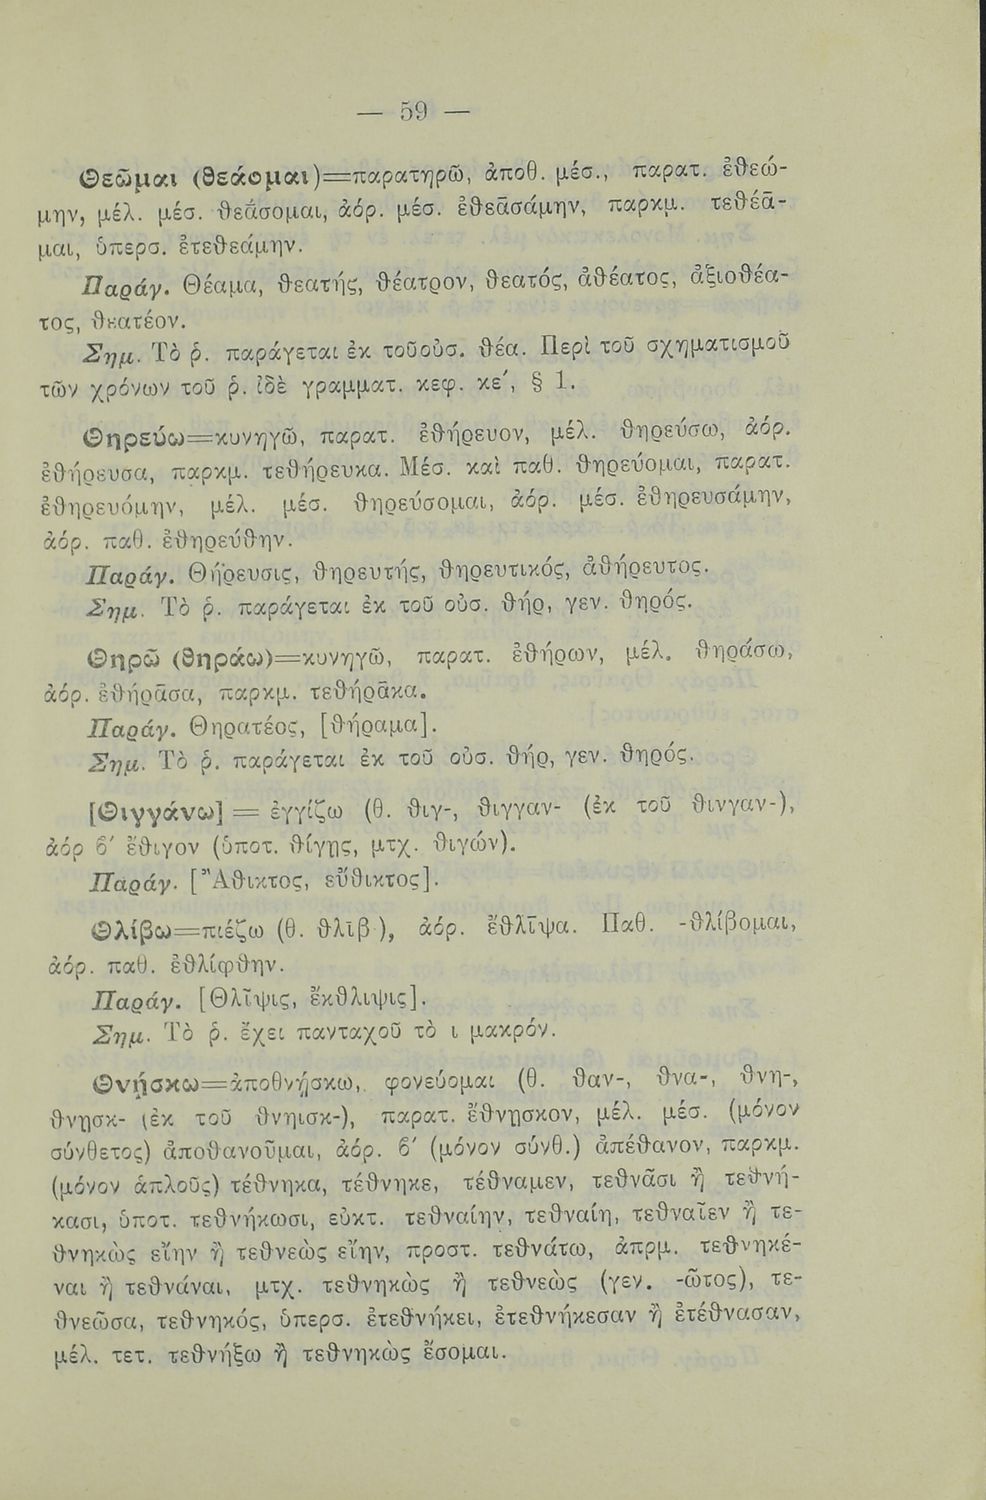 — 59 —
Θεῶμαι (θεάομαι)=παρατηρῶ, ἀποθ. μέσ., παρατ. ἐθεώ-
μην, μέλ. μέσ. θεᾱ́σομαι, ἀόρ. μέσ. ἐθεᾱσάμην, παρκμ. τεθέᾱ-
μαι, ὑπερσ. ἐτεθεάμην.
Παράγ. Θέαμα, θεατής, θέατρον, θεατός, ἀθέατος, ἀξιοθέα-
τος, θκατέον.
Σημ. Τὸ ῥ. παράγεται ἐκ τοῦοὐσ. θέα. Περὶ τοῦ σχηματισμοῦ
τῶν χρόνων τοῦ ῥ. ἰδὲ γραμματ. κεφ. κε', § 1.
Θηρεύω=κυνηγῶ, παρατ. ἐθήρευον, μέλ. θηρεύσω, ἀόρ.
ἐθήρευσα, παρκμ. τεθήρευκα. Μέσ. καὶ παθ. θηρεύομαι, παρατ.
ἐθηρευόμην, μέλ. μέσ. θηρεύσομαι, ἀόρ. μέσ. ἐθηρευσάμην,
ἀόρ. παθ. ἐθηρεύθην.
Παράγ. Θήρευσις, θηρευτής, θηρευτικός, ἀθήρευτος.
Σημ. Τὸ ῥ. παράγεται ἐκ τοῦ οὐσ. θήρ, γεν. θηρός.
Θηρῶ (θηράω)=κυνηγῶ, παρατ. ἐθήρων, μέλ. θηράσω,
ἀόρ. ἐθήρᾱσα, παρκμ. τεθήρᾱκα.
Παράγ. Θηρατέος, [θήραμα].
Σημ. Τὸ ῥ. παράγεται ἐκ τοῦ οὐσ. θήρ, γεν. θηρός.
[Θιγγάνω] = ἐγγίζω (θ. θιγ-, θιγγαν- (ἐκ τοῦ θινγαν-),
ἀόρ β' ἔθιγον (ὑποτ. θίγῃς, μτχ. θιγών).
Παράγ. [Ἄθικτος, εὔθικτος].
Θλίβω=πιέζω (θ. θλῑβ ), ἀόρ. ἔθλῑψα. Παθ. -θλίβομαι,
ἀόρ. παθ. ἐθλίφθην.
Παράγ. [Θλῖψις, ἔκθλιψις].
Σημ. Τὸ ῥ. ἔχει πανταχοῦ τὸ ι μακρόν.
Θνῄσκω=ἀποθνῄσκω, φονεύομαι (θ. θαν-, θνα-, θνη-,
θνῃσκ- (ἐκ τοῦ θνηισκ-), παρατ. ἔθνῃσκον, μέλ. μέσ. (μόνον
σύνθετος) ἀποθανοῦμαι, ἀόρ. β' (μόνον σύνθ.) ἀπέθανον, παρκμ.
(μόνον ἁπλοῦς) τέθνηκα, τέθνηκε, τέθναμεν, τεθνᾶσι ἢ τεθνή-
κασι, ὑποτ. τεθνήκωσι, εὐκτ. τεθναίην, τεθναίη, τεθναῖεν ἢ τε-
θνηκὼς εἴην ἢ τεθνεὼς εἴην, προστ. τεθνάτω, ἀπρμ. τεθνηκέ-
ναι ἢ τεθνάναι, μτχ. τεθνηκὼς ἢ τεθνεὼς (γεν. -ῶτος), τε-
θνεῶσα, τεθνηκός, ὑπερσ. ἐτεθνήκει, ἐτεθνήκεσαν ἢ ἐτέθνασαν,
μέλ. τετ. τεθνήξω ἢ τεθνηκὼς ἔσομαι.